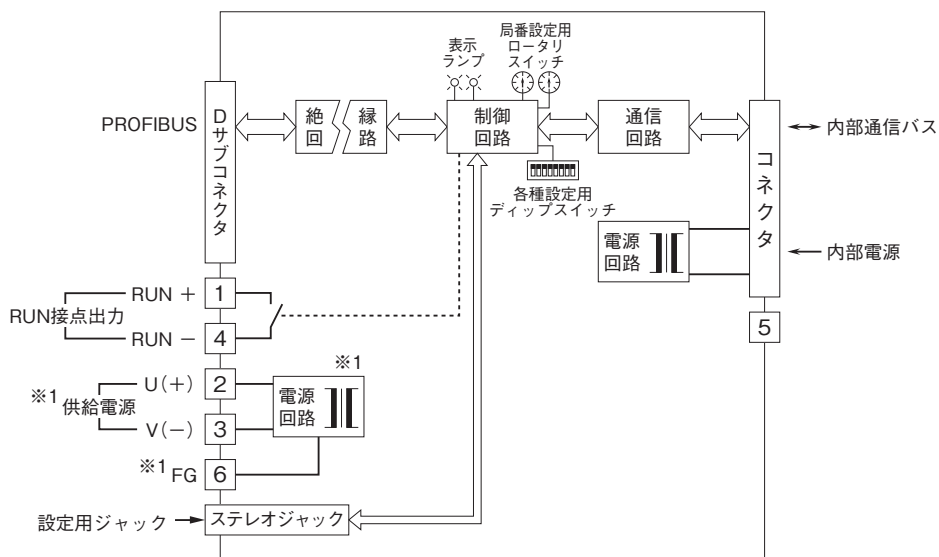 表示
ランプ
局番設定用
ロータリ
スイッチ
PROFIBUS
Dサブコネクタ
絶 縁
回 路
制御
回路
通信
回路
コネクタ
内部通信バス
各種設定用
ディップスイッチ
電源
回路
内部電源
RUN接点出力
RUN +
1
RUN −
4
5
※1 供給電源
U(+)
2
V(−)
3
※1
電源
回路
※1 FG
6
設定用ジャック
ステレオジャック